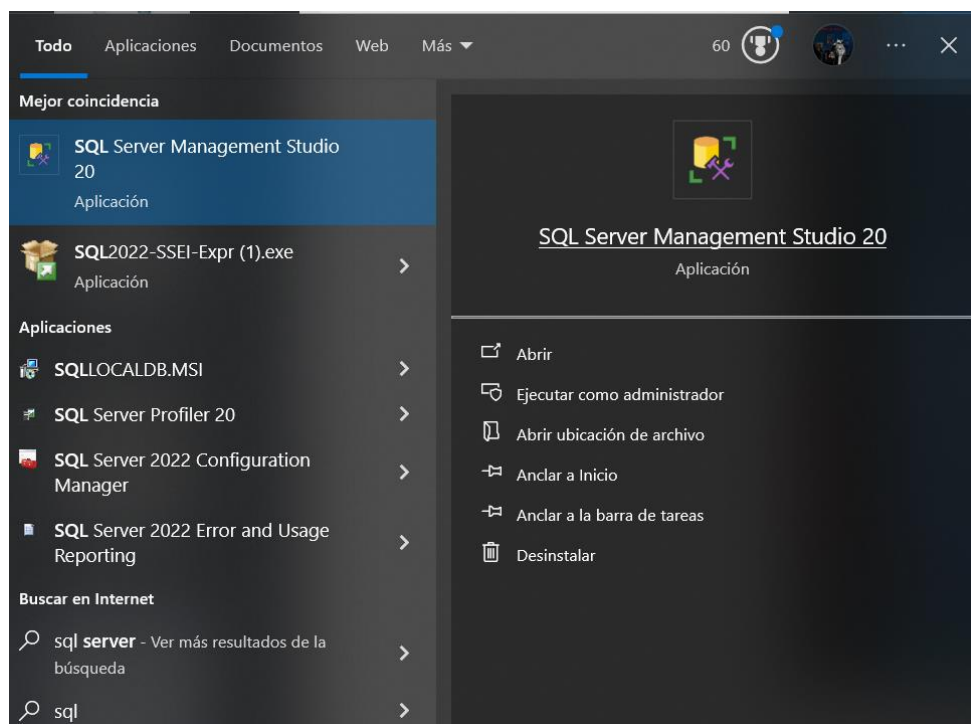 Todo Aplicaciones Documentos Web Más 60 ...
Mejor coincidencia
SQL Server Management Studio
20
Aplicación
SQL2022-SSEI-Expr (1).exe
Aplicación
Aplicaciones
SQLLOCALDB.MSI
SQL Server Profiler 20
SQL Server 2022 Configuration
Manager
SQL Server 2022 Error and Usage
Reporting
Buscar en Internet
sql server - Ver más resultados de la
búsqueda
sql
SQL Server Management Studio 20
Aplicación
Abrir
Ejecutar como administrador
Abrir ubicación de archivo
Anclar a Inicio
Anclar a la barra de tareas
Desinstalar